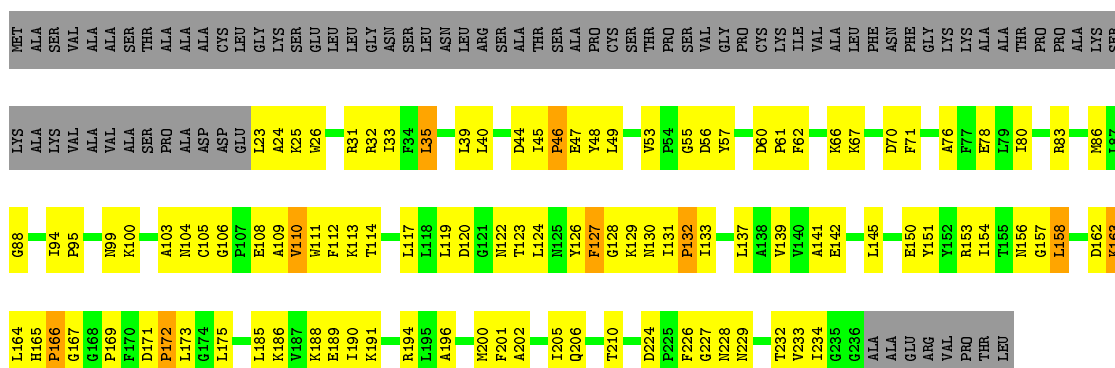 MET ALA SER VAL ALA ALA SER THR ALA ALA ALA CYS LEU GLY LYS SER GLU LEU LEU GLY ASN SER LEU ASN LEU ARG SER ALA THR SER ALA PRO CYS SER THR PRO SER VAL GLY PRO CYS LYS ILE VAL ALA LEU PHE ASN PHE GLY LYS LYS ALA ALA THR PRO PRO ALA LYS SER
LYS ALA LYS VAL ALA VAL ALA SER PRO ALA ASP ASP GLU L23 A24 K25 W26 R31 R32 I33 F34 L35 L39 L40 D44 I45 P46 E47 Y48 L49 V53 P54 G55 D56 Y57 D60 P61 F62 K66 K67 D70 F71 A76 F77 E78 L79 I80 R83 M86 L87
G88 I94 P95 N99 K100 A103 N104 C105 G106 P107 E108 A109 V110 W111 F112 K113 T114 L117 L118 L119 D120 G121 N122 T123 L124 N125 Y126 F127 G128 K129 N130 I131 P132 I133 L137 A138 V139 V140 A141 E142 L145 E150 Y151 Y152 R153 I154 T155 N156 G157 L158 D162 K163
L164 H165 P166 G167 G168 P169 F170 D171 P172 L173 G174 L175 L185 K186 V187 K188 E189 I190 K191 R194 L195 A196 M200 F201 A202 I205 Q206 T210 D224 P225 F226 G227 N228 N229 T232 V233 I234 G235 G236 ALA ALA GLU ARG VAL PRO THR LEU